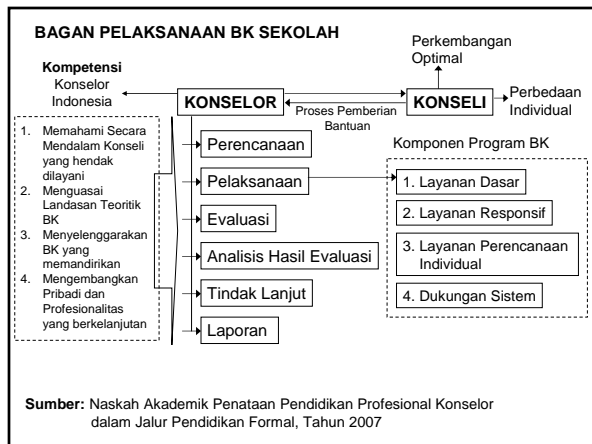 BAGAN PELAKSANAAN BK SEKOLAH
Perkembangan
Optimal
Kompetensi
Konselor
Indonesia
KONSELOR
KONSELI
Perbedaan
Individual
Proses Pemberian
Bantuan
1. Memahami Secara
Mendalam Konseli
yang hendak
dilayani
2. Menguasai
Landasan Teoritik
BK
3. Menyelenggarakan
BK yang
memandirikan
4. Mengembangkan
Pribadi dan
Profesionalitas
yang berkelanjutan
Perencanaan
Pelaksanaan
Evaluasi
Analisis Hasil Evaluasi
Tindak Lanjut
Laporan
Komponen Program BK
1. Layanan Dasar
2. Layanan Responsif
3. Layanan Perencanaan
Individual
4. Dukungan Sistem
Sumber: Naskah Akademik Penataan Pendidikan Profesional Konselor
dalam Jalur Pendidikan Formal, Tahun 2007